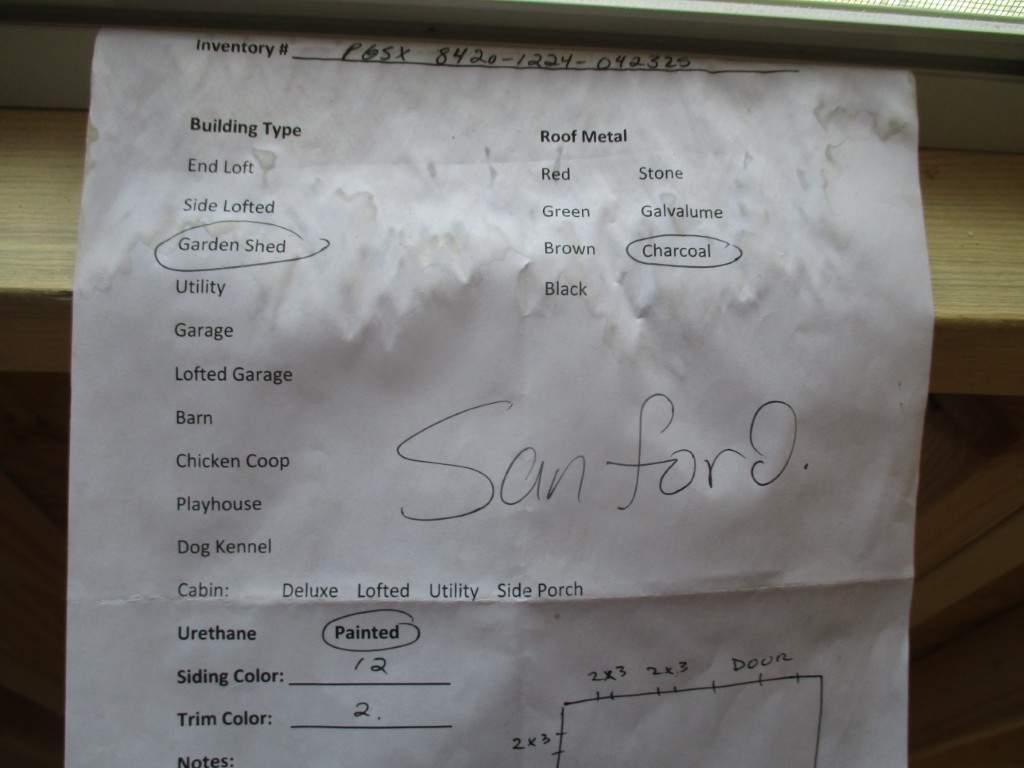 Inventory # PGSX 8420-1224-042325
Building Type
Roof Metal
End Loft
Red Stone
Side Lofted
Green Galvalume
Garden Shed
Brown Charcoal
Utility
Black
Garage
Lofted Garage
Barn
Chicken Coop
Sanford.
Playhouse
Dog Kennel
Cabin: Deluxe Lofted Utility Side Porch
Urethane Painted
Siding Color: 12
2x3 2x3 DOOR
Trim Color: 2.
2x3
Notes: